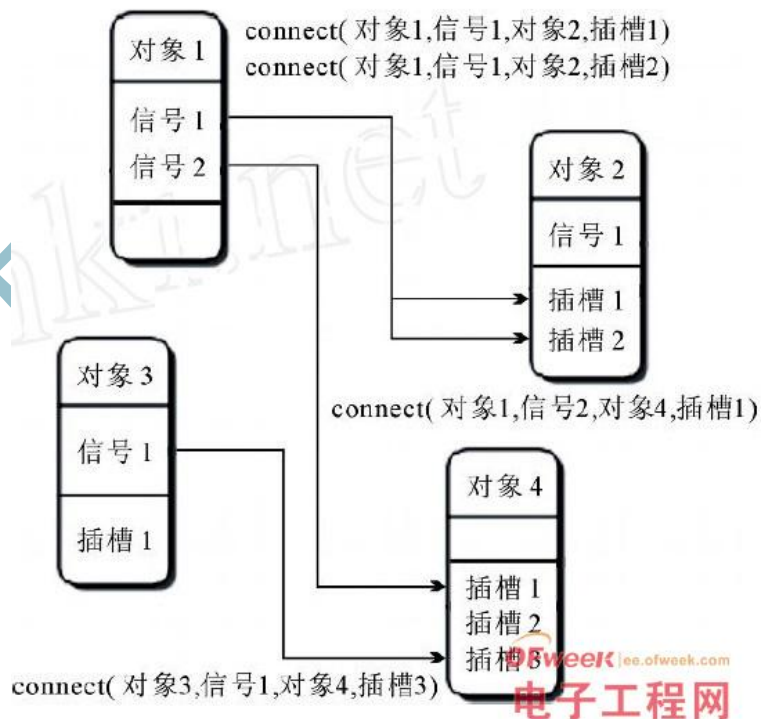 对象1
connect(对象1,信号1,对象2,插槽1)
connect(对象1,信号1,对象2,插槽2)
信号1
信号2
对象2
信号1
插槽1
插槽2
对象3
信号1
插槽1
connect(对象1,信号2,对象4,插槽1)
对象4
插槽1
插槽2
插槽3
connect(对象3,信号1,对象4,插槽3)
OFweek | ee.ofweek.com
电子工程网